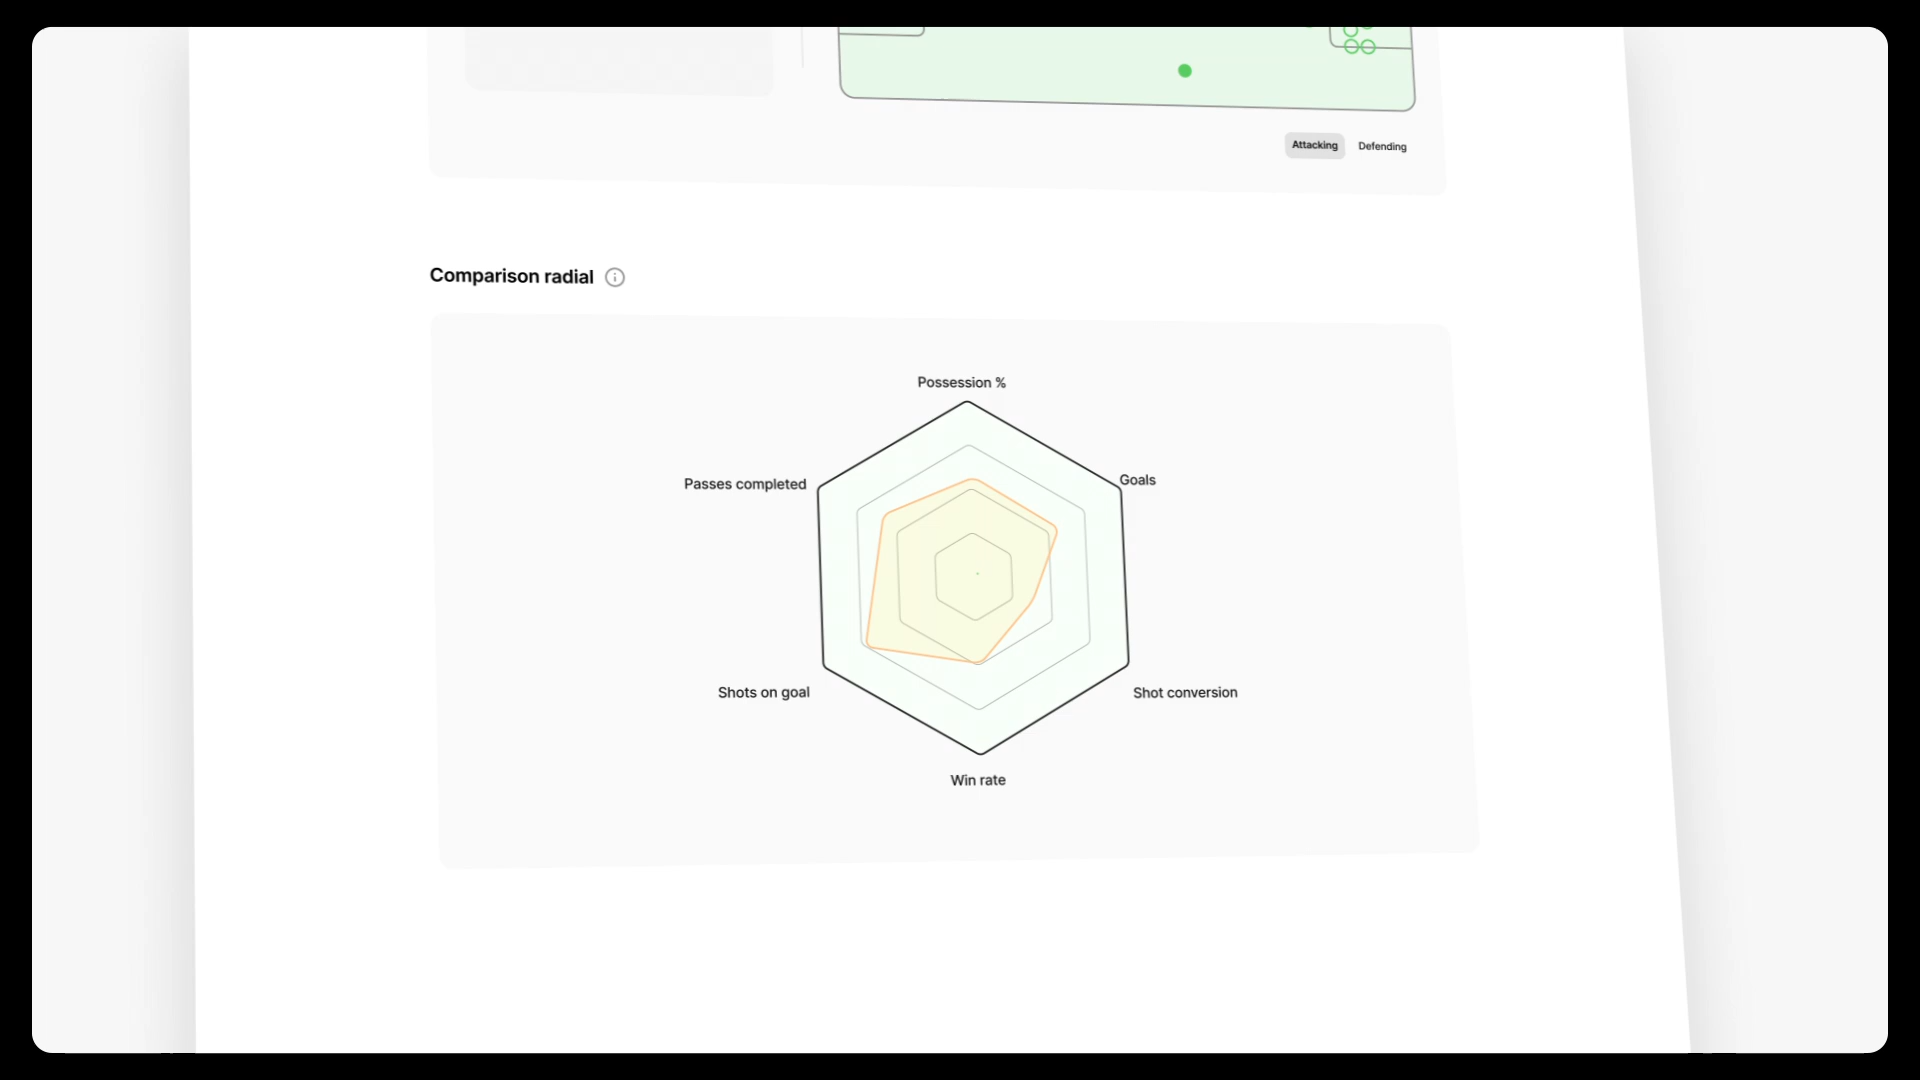 Attacking
Defending
Comparison radial
Possession %
Passes completed
Goals
Shots on goal
Shot conversion
Win rate